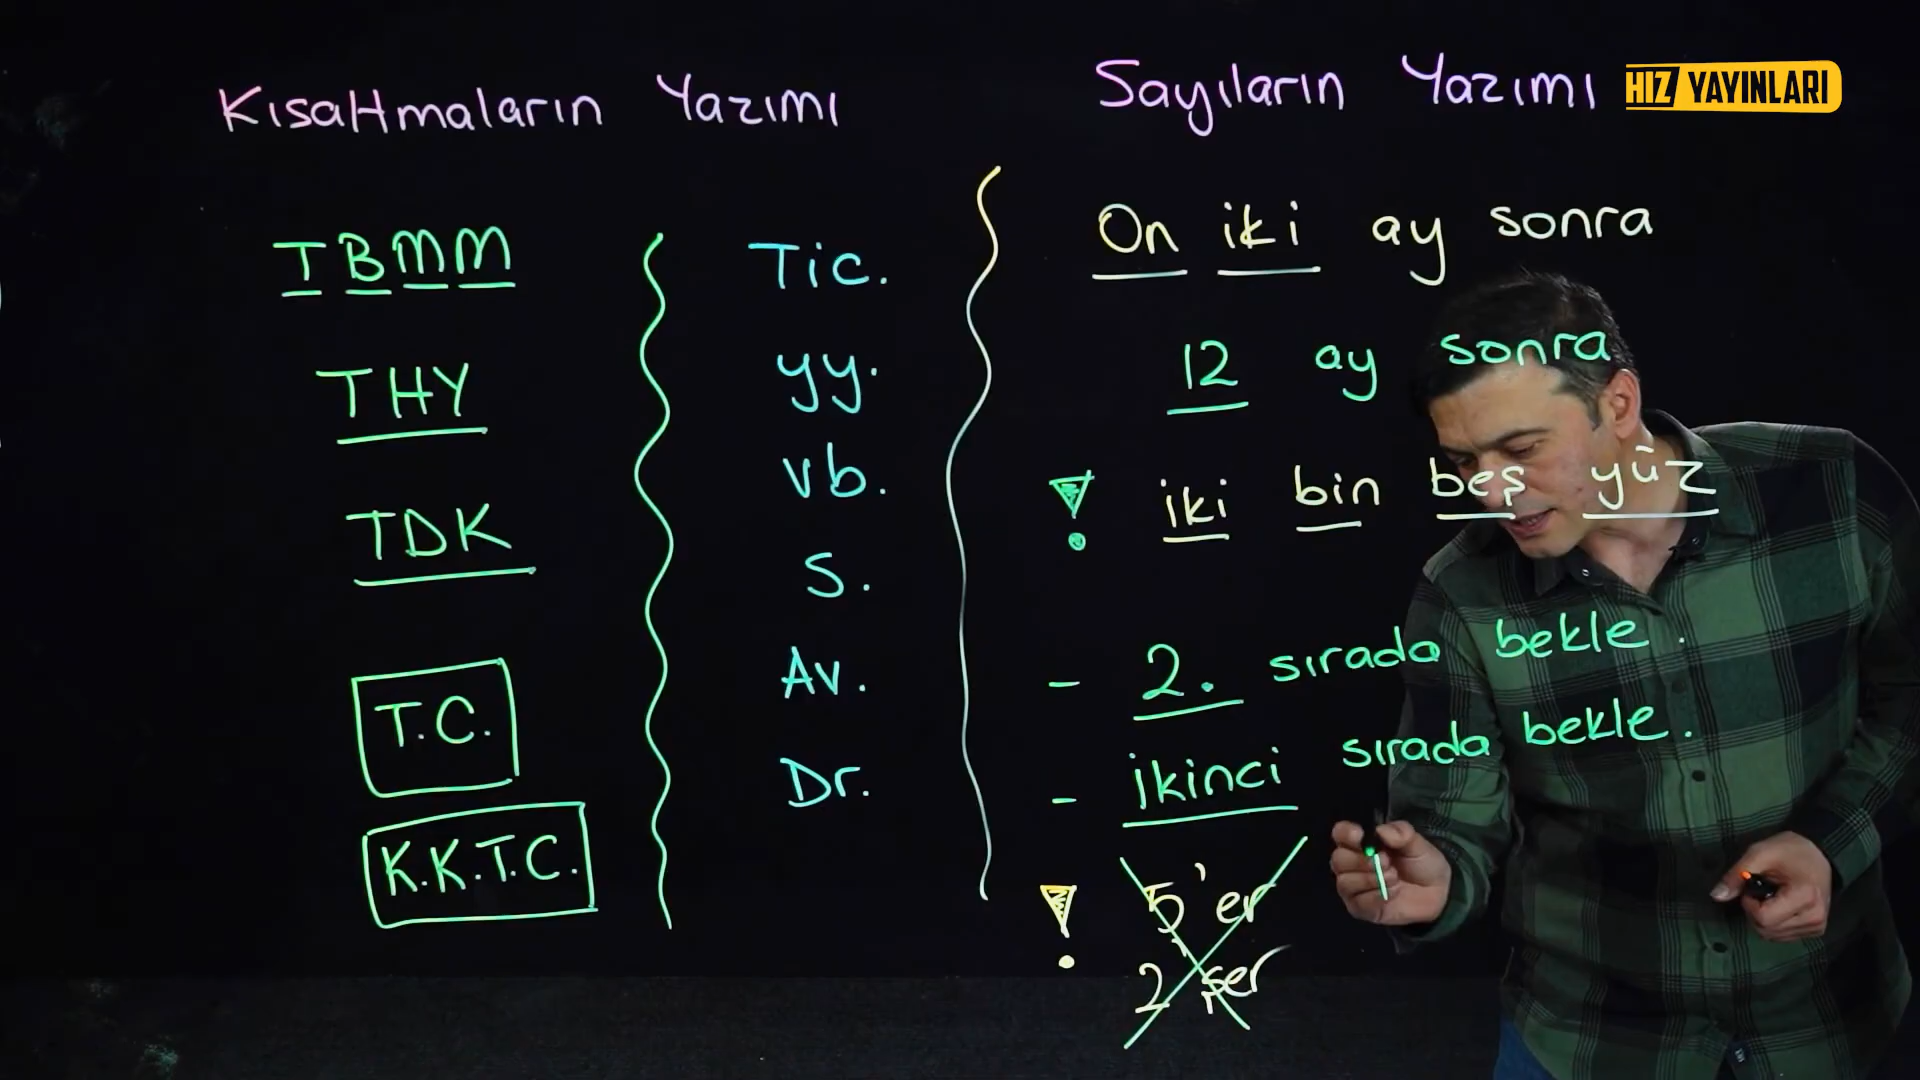 Kısaltmaların Yazımı
TBMM
THY
TDK
T.C.
K.K.T.C.
Tic.
yy.
vb.
s.
Av.
Dr.
Sayıların Yazımı
HIZ YAYINLARI
On iki ay sonra
12 ay sonra
! iki bin beş yüz
- 2. sırada bekle.
- ikinci sırada bekle.
! 5'er
2'şer